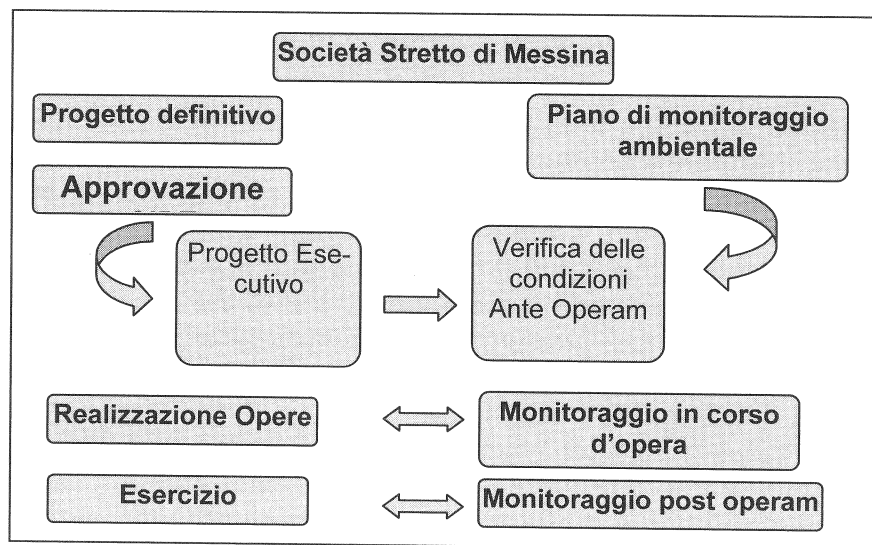 Società Stretto di Messina
Progetto definitivo
Piano di monitoraggio
ambientale
Approvazione
Progetto Ese-
cutivo
Verifica delle
condizioni
Ante Operam
Realizzazione Opere
Monitoraggio in corso
d'opera
Esercizio
Monitoraggio post operam